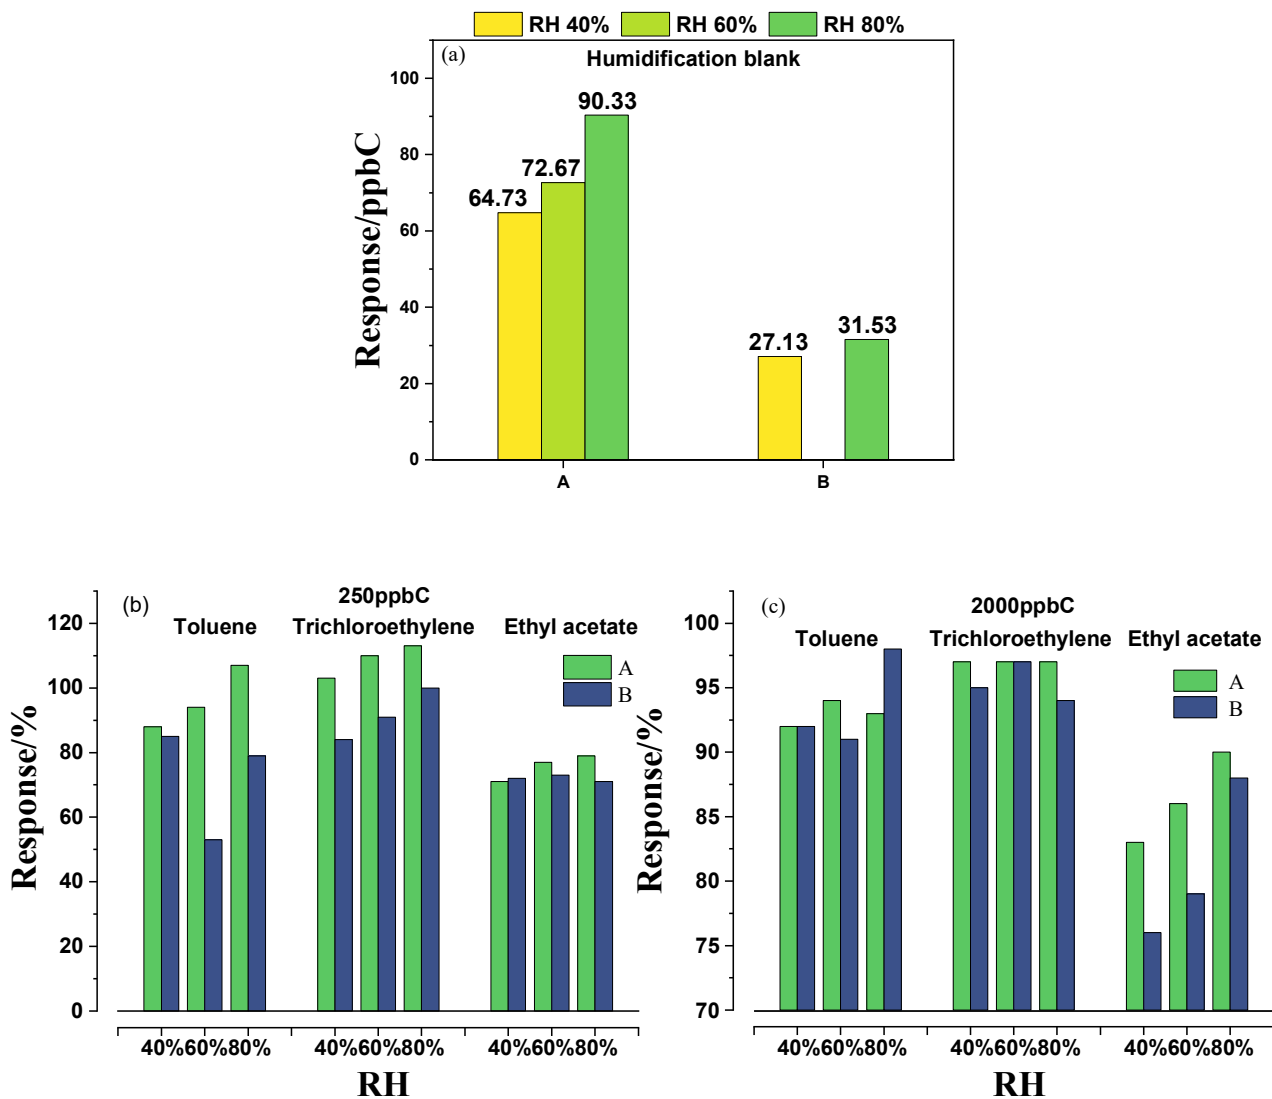 RH 40% RH 60% RH 80%
(a)
Humidification blank
Response/ppbC
100
80
60
40
20
0
64.73
72.67
90.33
27.13
31.53
A B
(b)
250ppbC
Toluene Trichloroethylene Ethyl acetate
A
B
Response/%
120
100
80
60
40
20
0
40%60%80% 40%60%80% 40%60%80%
RH
(c)
2000ppbC
Toluene Trichloroethylene Ethyl acetate
A
B
Response/%
100
95
90
85
80
75
70
40%60%80% 40%60%80% 40%60%80%
RH